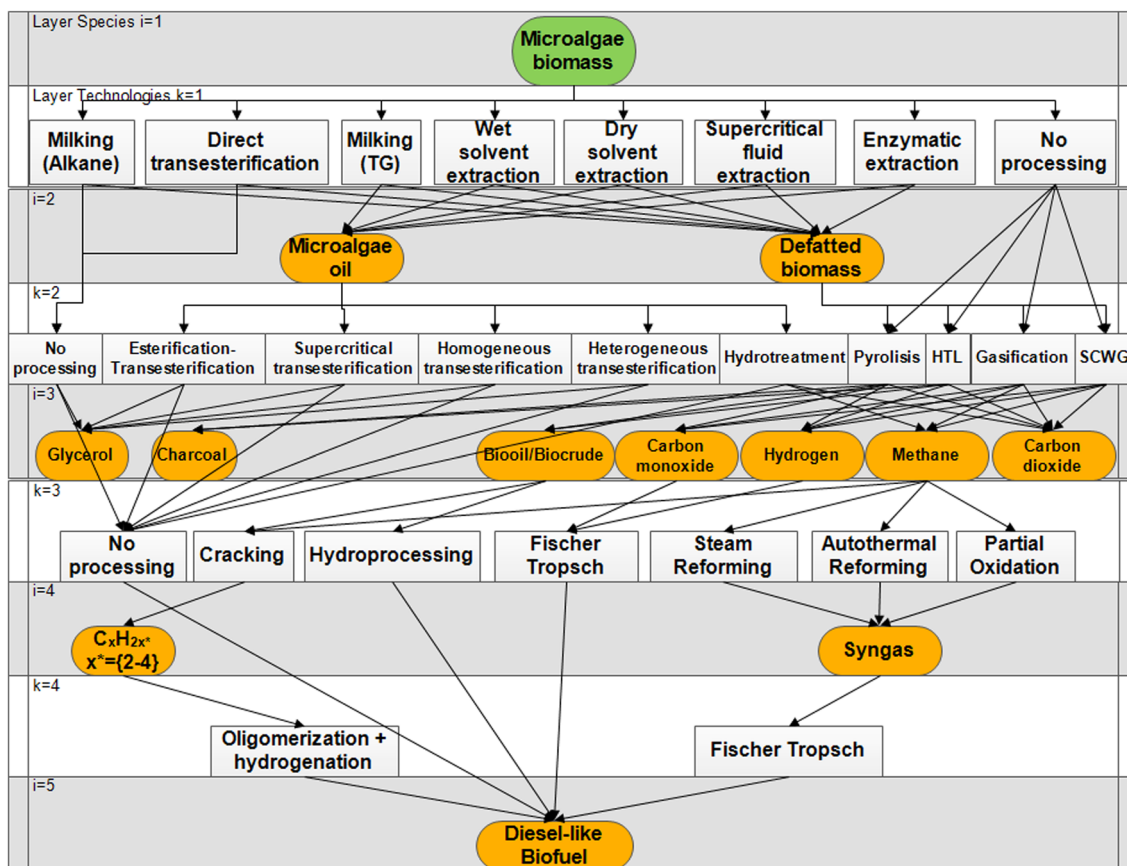 Layer Species i=1
Microalgae
biomass
Layer Technologies k=1
Milking
(Alkane)
Direct
transesterification
Milking
(TG)
Wet
solvent
extraction
Dry
solvent
extraction
Supercritical
fluid
extraction
Enzymatic
extraction
No
processing
i=2
Microalgae
oil
Defatted
biomass
k=2
No
processing
Esterification-
Transesterification
Supercritical
transesterification
Homogeneous
transesterification
Heterogeneous
transesterification
Hydrotreatment
Pyrolisis
HTL
Gasification
SCWG
i=3
Glycerol
Charcoal
Biooil/Biocrude
Carbon
monoxide
Hydrogen
Methane
Carbon
dioxide
k=3
No
processing
Cracking
Hydroprocessing
Fischer
Tropsch
Steam
Reforming
Autothermal
Reforming
Partial
Oxidation
i=4
CxH2x*
x*={2-4}
Syngas
k=4
Oligomerization +
hydrogenation
Fischer Tropsch
i=5
Diesel-like
Biofuel